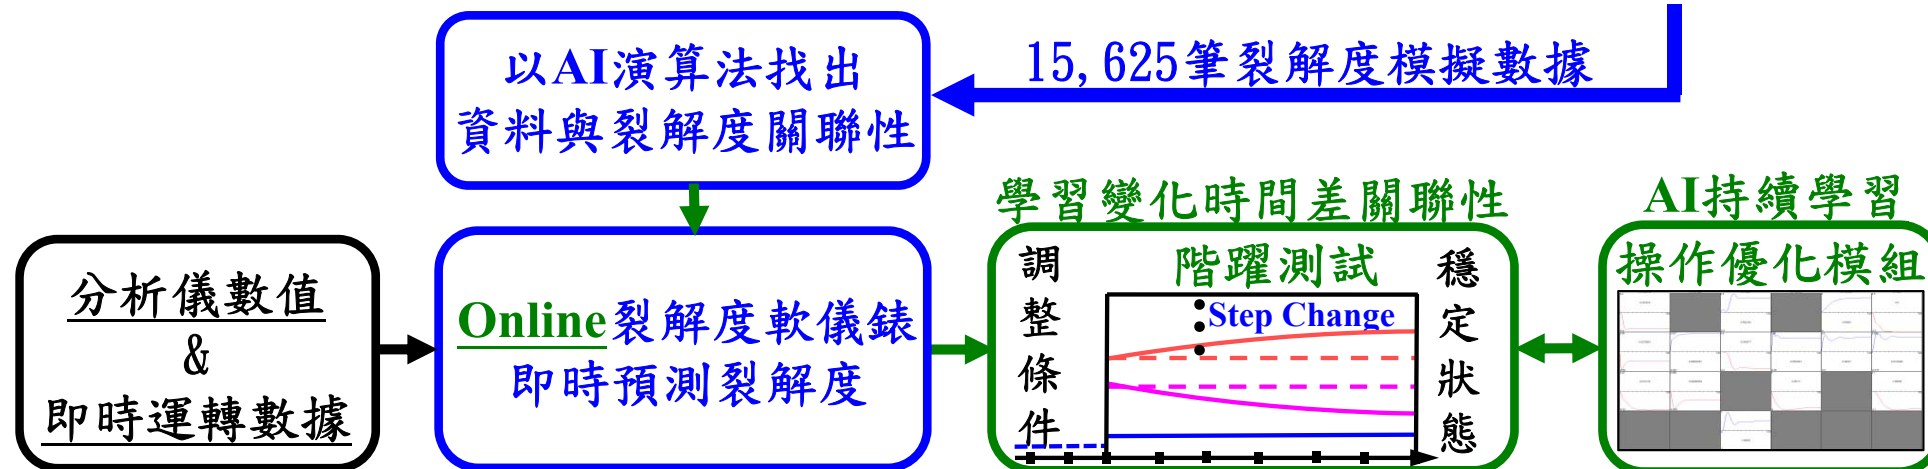 以AI演算法找出
資料與裂解度關聯性
15,625筆裂解度模擬數據
分析儀數值
&
即時運轉數據
Online裂解度軟儀錶
即時預測裂解度
學習變化時間差關聯性
調整條件
階躍測試
Step Change
穩定狀態
AI持續學習
操作優化模組